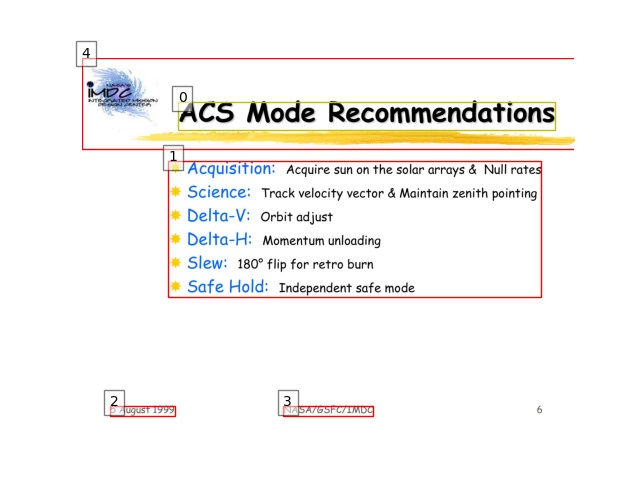 4
iMDC
INTEGRATED MISSION
DESIGN CENTER
0
ACS Mode Recommendations
1
Acquisition: Acquire sun on the solar arrays & Null rates
Science: Track velocity vector & Maintain zenith pointing
Delta-V: Orbit adjust
Delta-H: Momentum unloading
Slew: 180° flip for retro burn
Safe Hold: Independent safe mode
2
3
August 1999
NASA/GSFC/IMDC
6